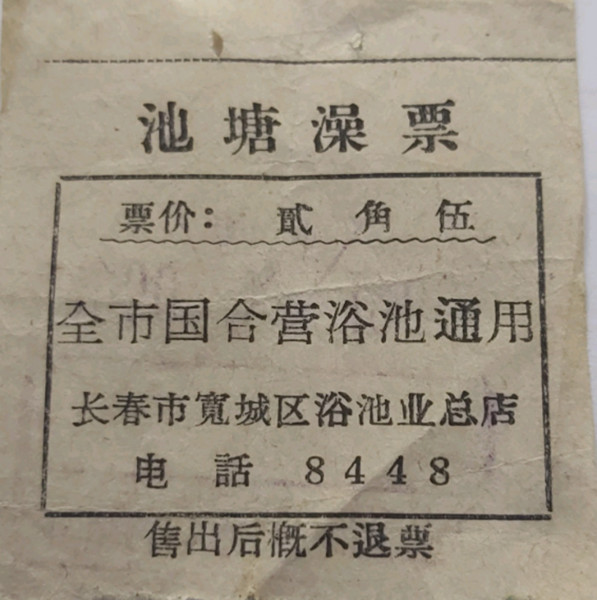 池塘澡票
票价：贰角伍
全市国合营浴池通用
长春市寬城区浴池业总店
电話 8448
售出后概不退票